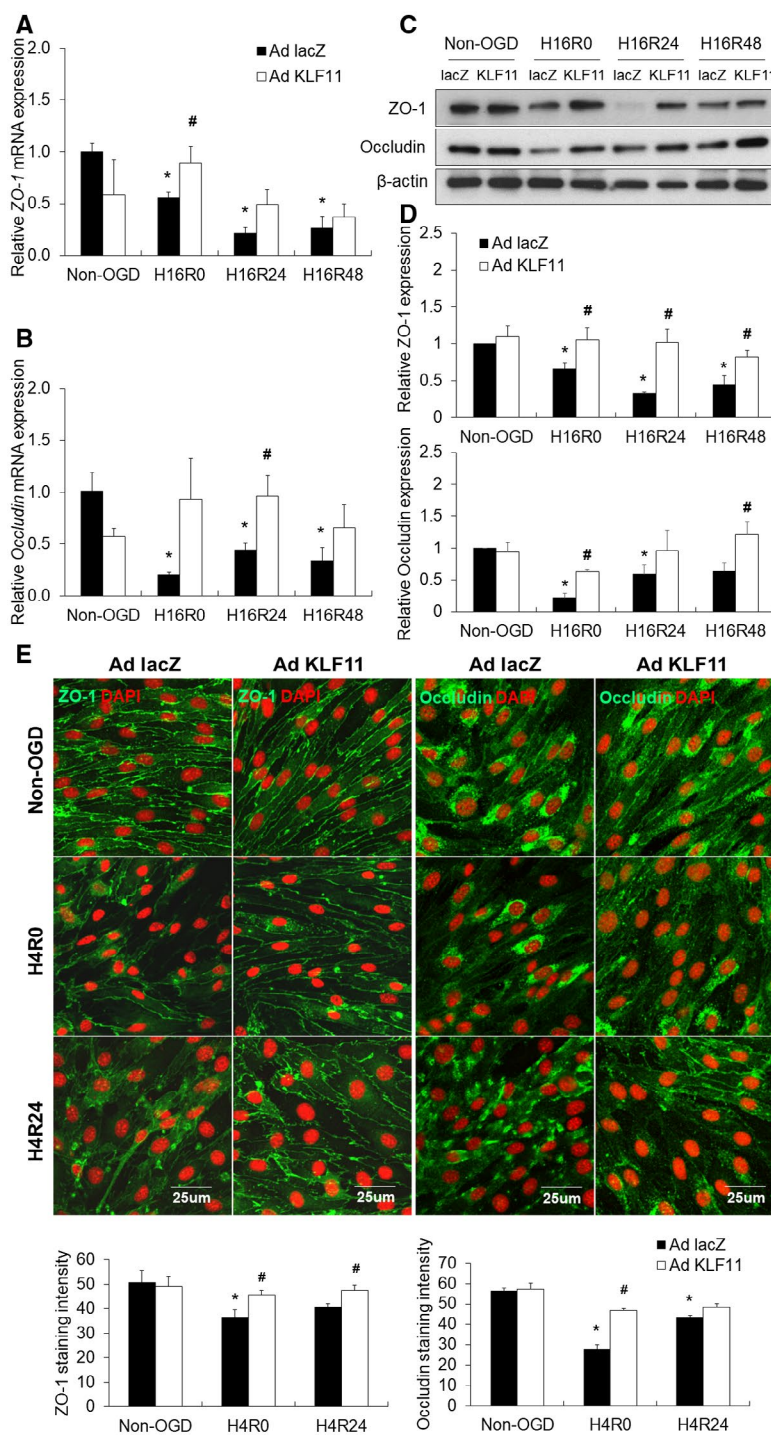 A
Relative ZO-1 mRNA expression
2.0
1.5
1.0
0.5
0.0
Ad lacZ
Ad KLF11
* # * *
Non-OGD H16R0 H16R24 H16R48
B
Relative Occludin mRNA expression
2.0
1.5
1.0
0.5
0.0
* * # *
Non-OGD H16R0 H16R24 H16R48
C
Non-OGD H16R0 H16R24 H16R48
lacZ KLF11 lacZ KLF11 lacZ KLF11 lacZ KLF11
ZO-1
Occludin
β-actin
D
Relative ZO-1 expression
2.5
2
1.5
1
0.5
0
Ad lacZ
Ad KLF11
* # * # * #
Non-OGD H16R0 H16R24 H16R48
Relative Occludin expression
2.5
2
1.5
1
0.5
0
* # * #
Non-OGD H16R0 H16R24 H16R48
E
Ad lacZ Ad KLF11 Ad lacZ Ad KLF11
ZO-1 DAPI ZO-1 DAPI Occludin DAPI Occludin DAPI
Non-OGD
H4R0
H4R24
25um 25um 25um 25um
ZO-1 staining intensity
60
50
40
30
20
10
0
* # #
Non-OGD H4R0 H4R24
Occludin staining intensity
70
60
50
40
30
20
10
0
Ad lacZ
Ad KLF11
* # *
Non-OGD H4R0 H4R24